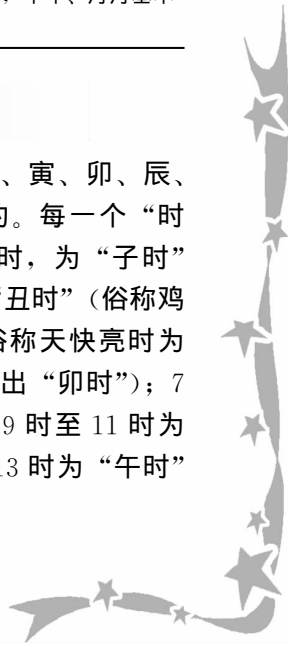 、寅、卯、辰、
的。每一个“时
时，为“子时”
“丑时”（俗称鸡
俗称天快亮时为
出“卯时”）；7
9 时至 11 时为
13 时为“午时”